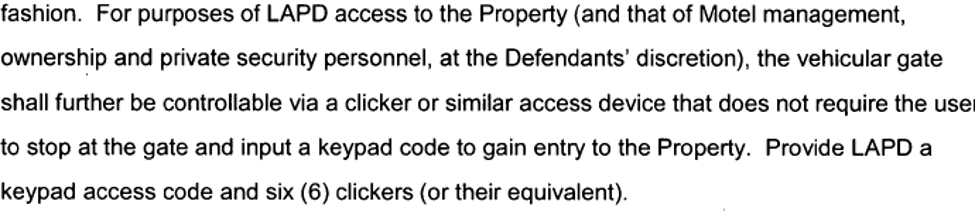 fashion. For purposes of LAPD access to the Property (and that of Motel management,
ownership and private security personnel, at the Defendants' discretion), the vehicular gate
shall further be controllable via a clicker or similar access device that does not require the user
to stop at the gate and input a keypad code to gain entry to the Property. Provide LAPD a
keypad access code and six (6) clickers (or their equivalent).